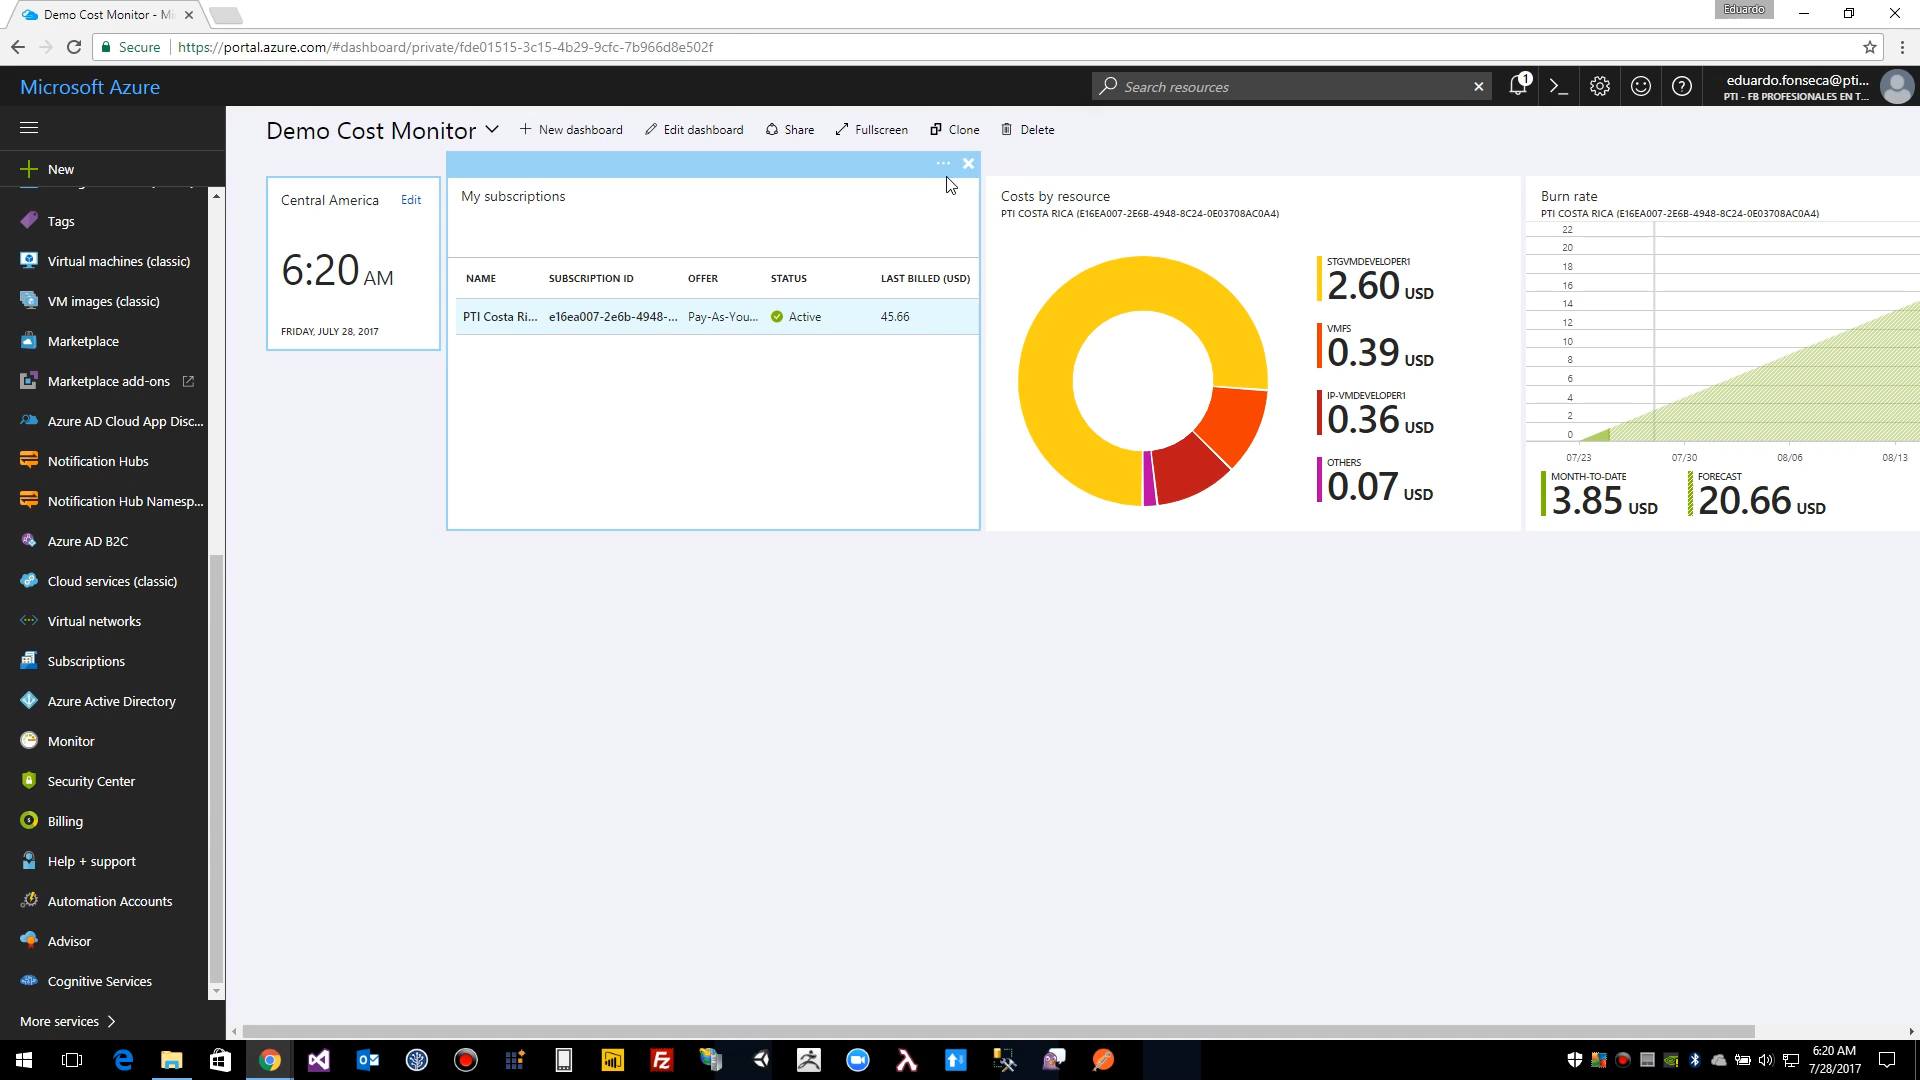 Demo Cost Monitor - Mi
Eduardo
Secure
https://portal.azure.com/#dashboard/private/fde01515-3c15-4b29-9cfc-7b966d8e502f
Microsoft Azure
Search resources
1
eduardo.fonseca@pti...
PTI - FB PROFESIONALES EN T...
Demo Cost Monitor
New dashboard
Edit dashboard
Share
Fullscreen
Clone
Delete
New
Tags
Virtual machines (classic)
VM images (classic)
Marketplace
Marketplace add-ons
Azure AD Cloud App Disc...
Notification Hubs
Notification Hub Namesp...
Azure AD B2C
Cloud services (classic)
Virtual networks
Subscriptions
Azure Active Directory
Monitor
Security Center
Billing
Help + support
Automation Accounts
Advisor
Cognitive Services
More services
Central America
Edit
6:20 AM
FRIDAY, JULY 28, 2017
My subscriptions
NAME SUBSCRIPTION ID OFFER STATUS LAST BILLED (USD)
PTI Costa Ri... e16ea007-2e6b-4948-... Pay-As-You... Active 45.66
Costs by resource
PTI COSTA RICA (E16EA007-2E6B-4948-8C24-0E03708AC0A4)
STGVMDEVELOPER1
2.60 USD
VMFS
0.39 USD
IP-VMDEVELOPER1
0.36 USD
OTHERS
0.07 USD
Burn rate
PTI COSTA RICA (E16EA007-2E6B-4948-8C24-0E03708AC0A4)
22
20
18
16
14
12
10
8
6
4
2
0
07/23 07/30 08/06 08/13
MONTH-TO-DATE
3.85 USD
FORECAST
20.66 USD
6:20 AM
7/28/2017